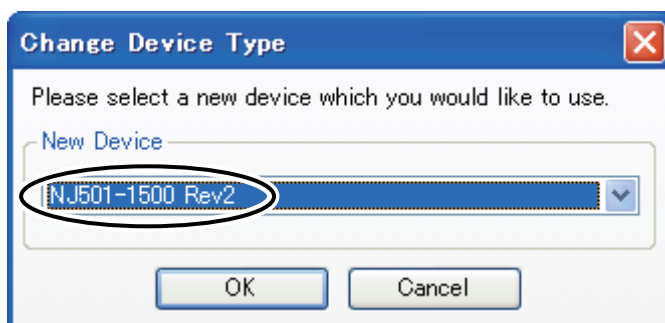 Change Device Type
Please select a new device which you would like to use.
New Device
NJ501-1500 Rev2
OK
Cancel